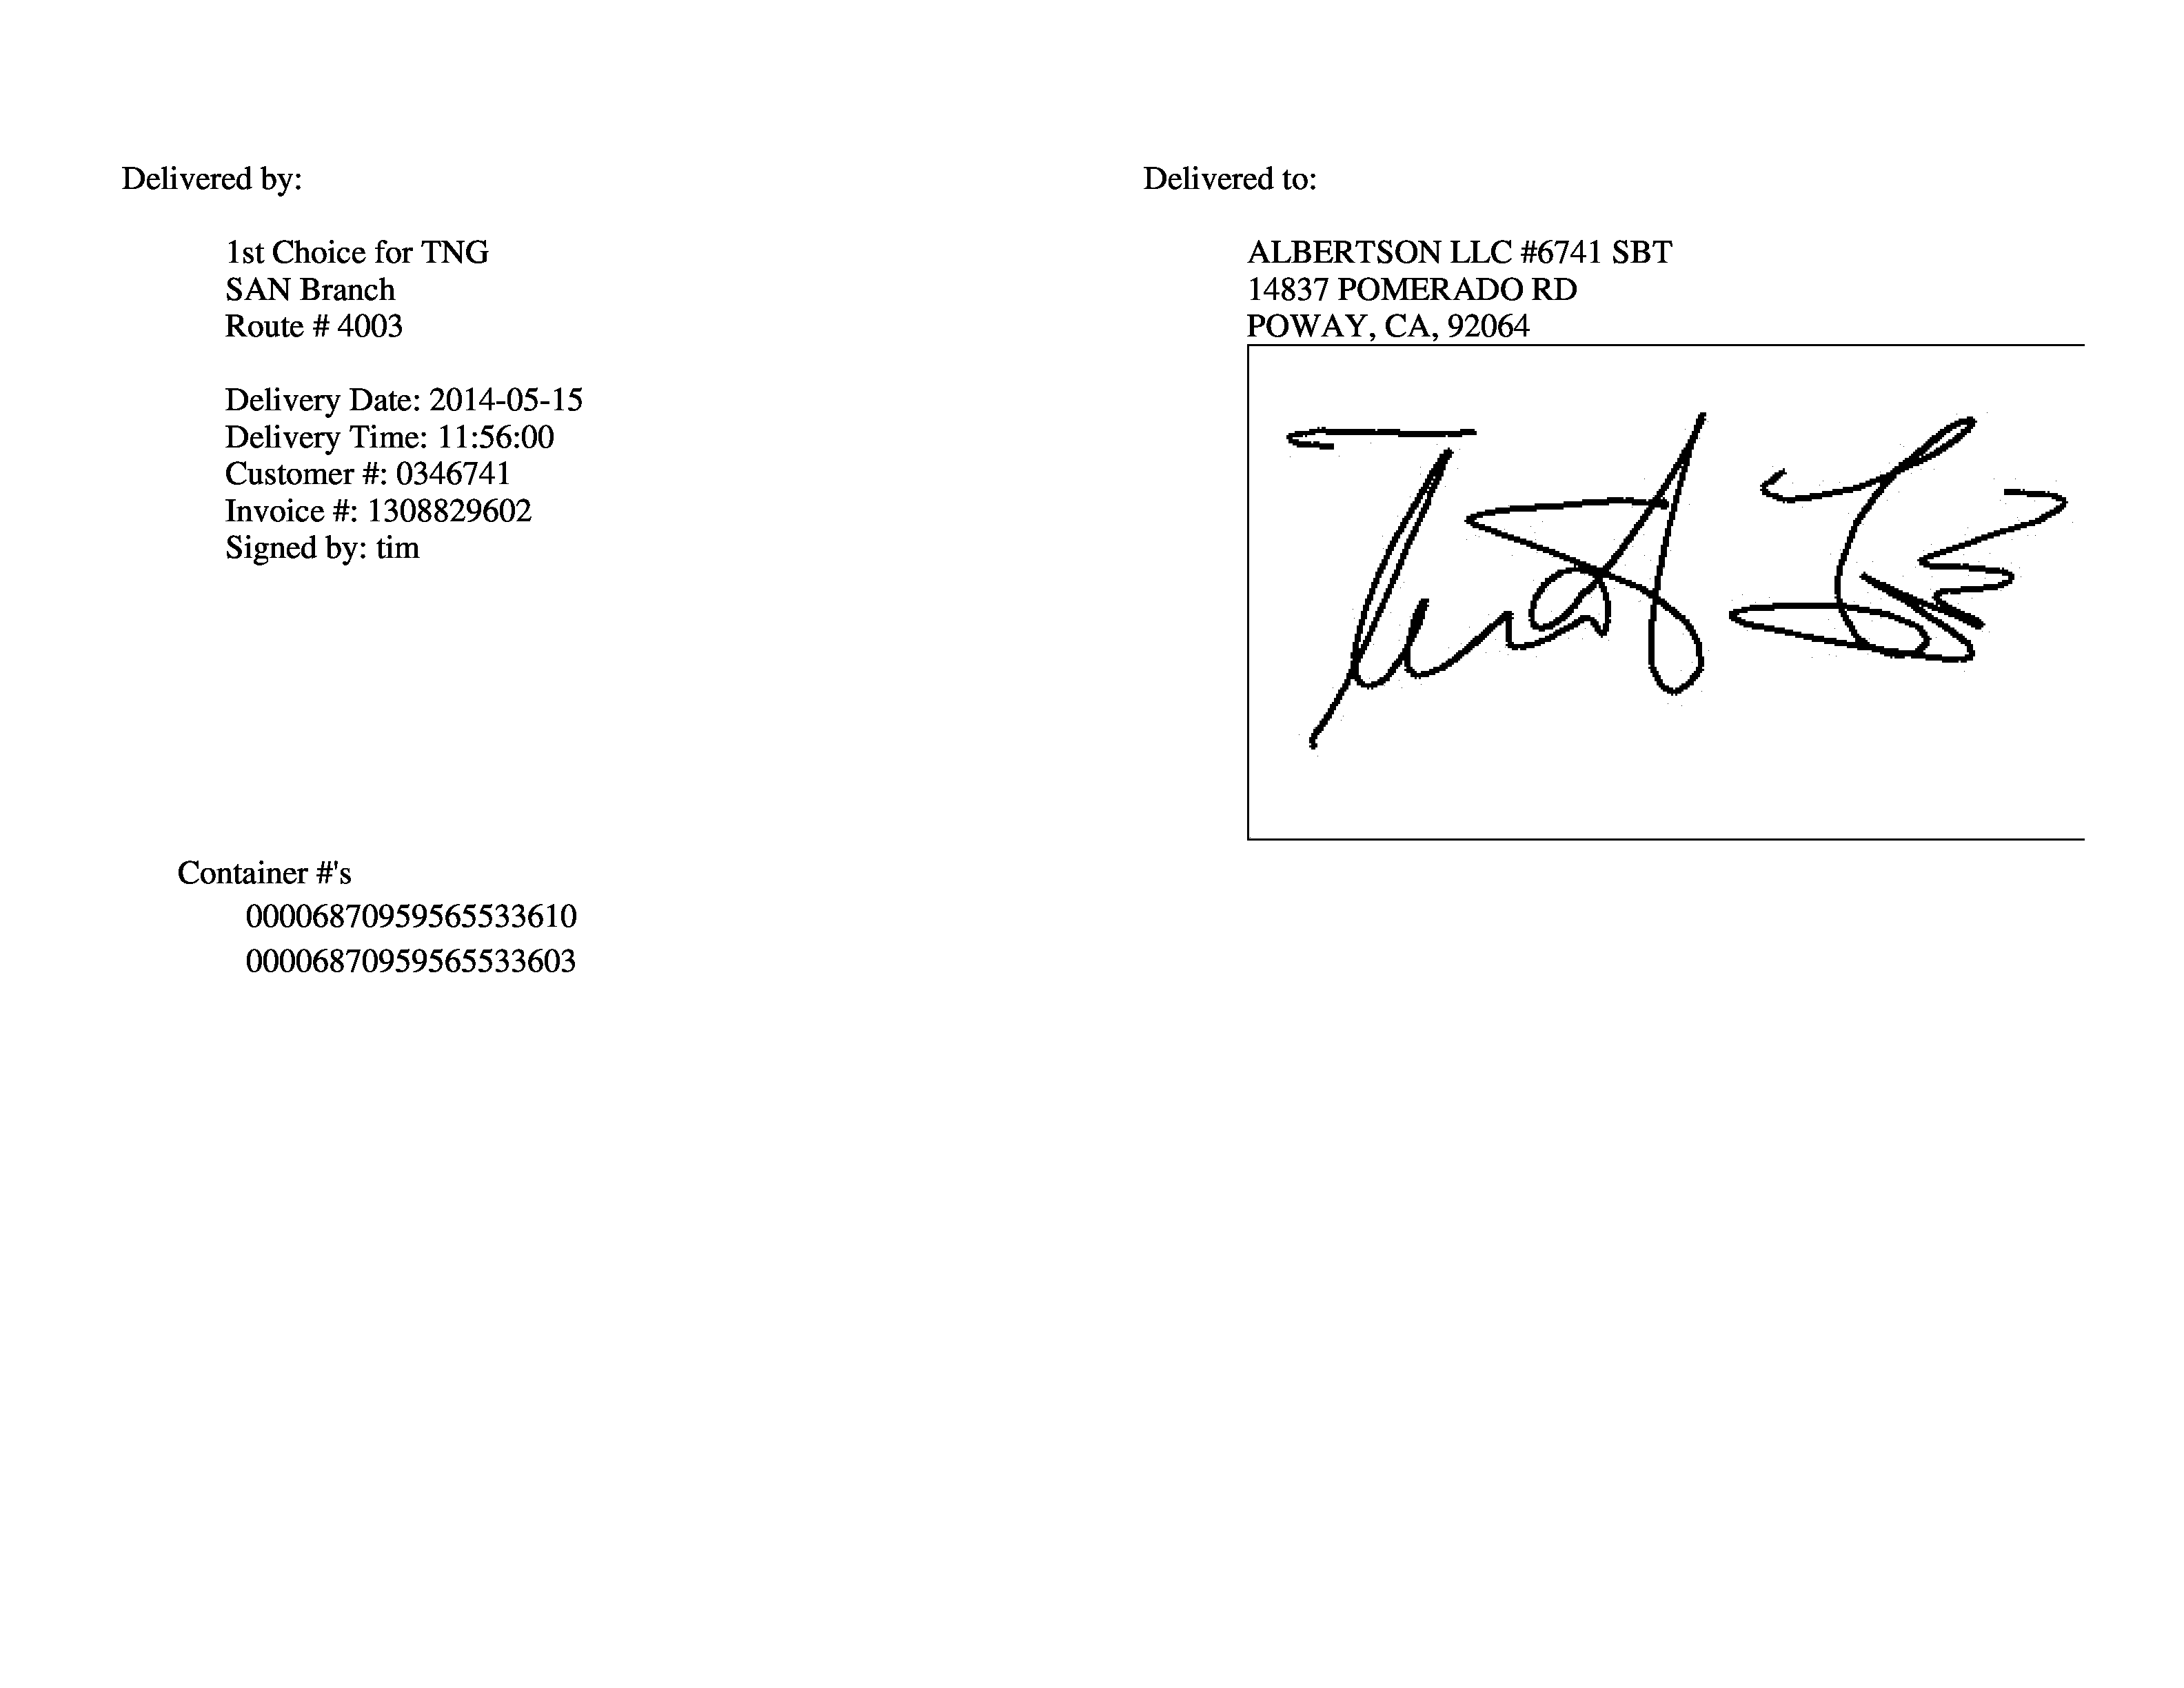 Delivered by:
1st Choice for TNG
SAN Branch
Route # 4003
Delivery Date: 2014-05-15
Delivery Time: 11:56:00
Customer #: 0346741
Invoice #: 1308829602
Signed by: tim
Delivered to:
ALBERTSON LLC #6741 SBT
14837 POMERADO RD
POWAY, CA, 92064
Container #'s
00006870959565533610
00006870959565533603